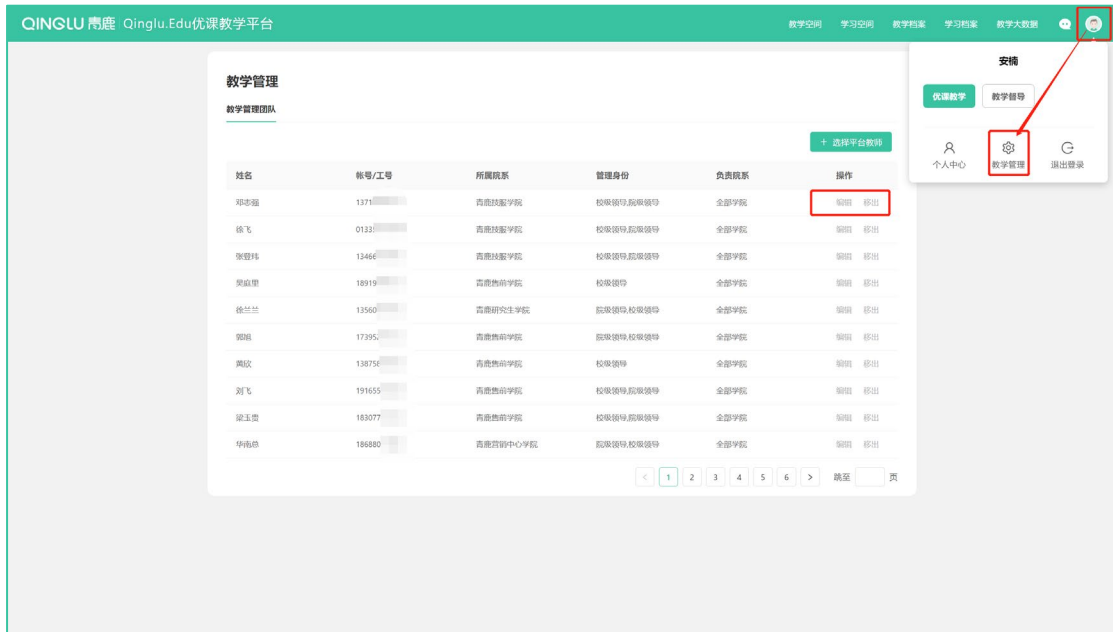 QINGLU 青鹿 Qinglu.Edu优课教学平台 教学空间 学习空间 教学档案 学习档案 教学大数据
安楠
优课教学 教学督导
个人中心 教学管理 退出登录
教学管理
教学管理团队
+ 选择平台教师
姓名 帐号/工号 所属院系 管理身份 负责院系 操作
邓志强 1371 青鹿技服学院 校级领导,院级领导 全部学院 编辑 移出
徐飞 0133 青鹿技服学院 校级领导,院级领导 全部学院 编辑 移出
张登玮 13466 青鹿技服学院 校级领导,院级领导 全部学院 编辑 移出
吴庭里 18919 青鹿售前学院 校级领导 全部学院 编辑 移出
徐兰兰 13560 青鹿研究生学院 院级领导,校级领导 全部学院 编辑 移出
郭旭 17395 青鹿售前学院 院级领导,校级领导 全部学院 编辑 移出
黄欣 13875 青鹿售前学院 校级领导 全部学院 编辑 移出
刘飞 191655 青鹿售前学院 校级领导,院级领导 全部学院 编辑 移出
梁玉贵 183077 青鹿售前学院 校级领导,院级领导 全部学院 编辑 移出
华南总 186880 青鹿营销中心学院 院级领导,校级领导 全部学院 编辑 移出
< 1 2 3 4 5 6 > 跳至 页